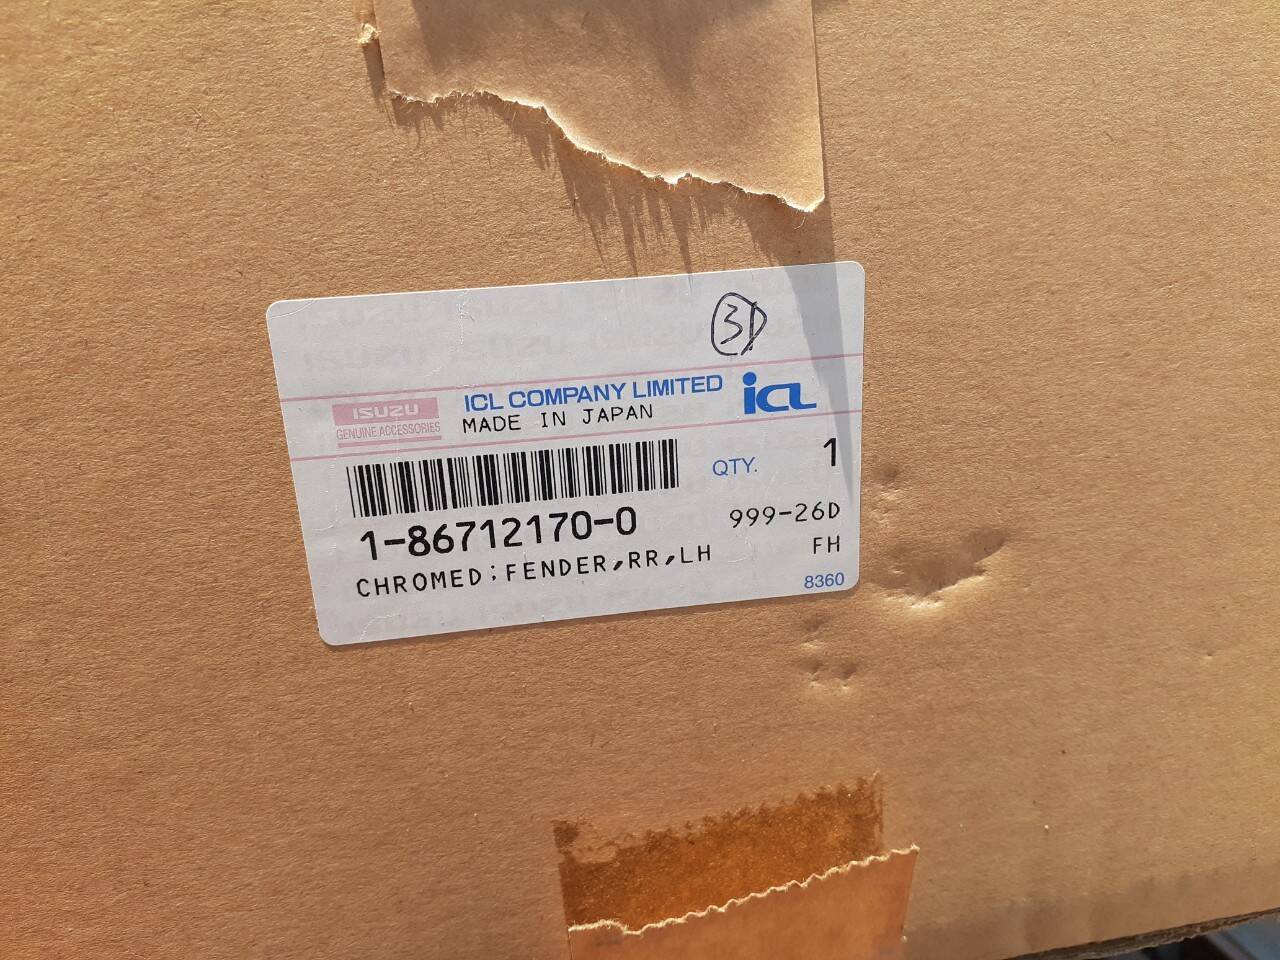 3D
ISUZU
GENUINE ACCESSORIES
ICL COMPANY LIMITED
MADE IN JAPAN
icl
QTY. 1
1-86712170-0
999-26D
CHROMED;FENDER,RR,LH
FH
8360